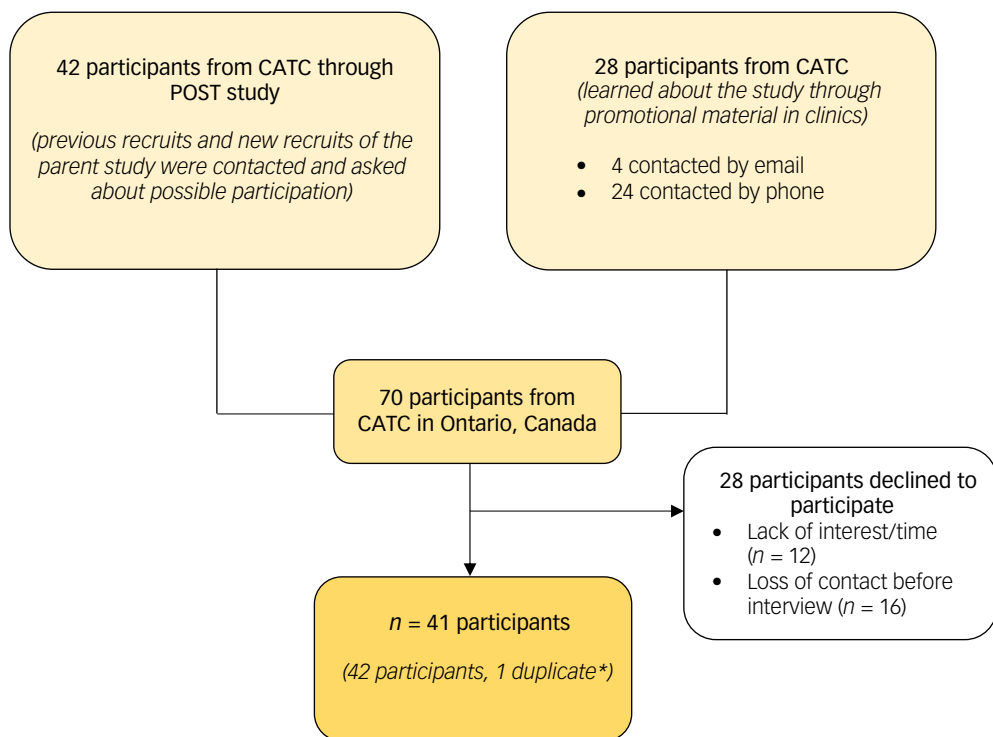 42 participants from CATC through
POST study
(previous recruits and new recruits of the
parent study were contacted and asked
about possible participation)
28 participants from CATC
(learned about the study through
promotional material in clinics)
• 4 contacted by email
• 24 contacted by phone
70 participants from
CATC in Ontario, Canada
28 participants declined to
participate
• Lack of interest/time
(n = 12)
• Loss of contact before
interview (n = 16)
n = 41 participants
(42 participants, 1 duplicate*)